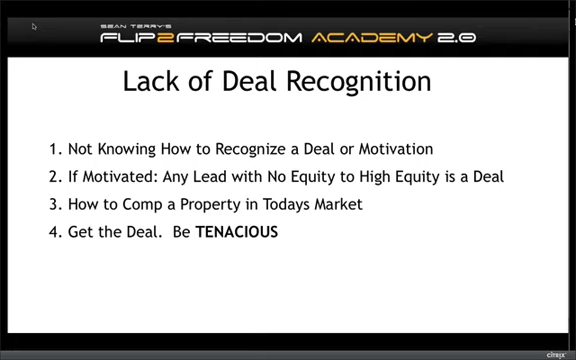 SEAN TERRY'S
FLIP2FREEDOM ACADEMY 2.0
Lack of Deal Recognition
1. Not Knowing How to Recognize a Deal or Motivation
2. If Motivated: Any Lead with No Equity to High Equity is a Deal
3. How to Comp a Property in Todays Market
4. Get the Deal. Be TENACIOUS
citrix